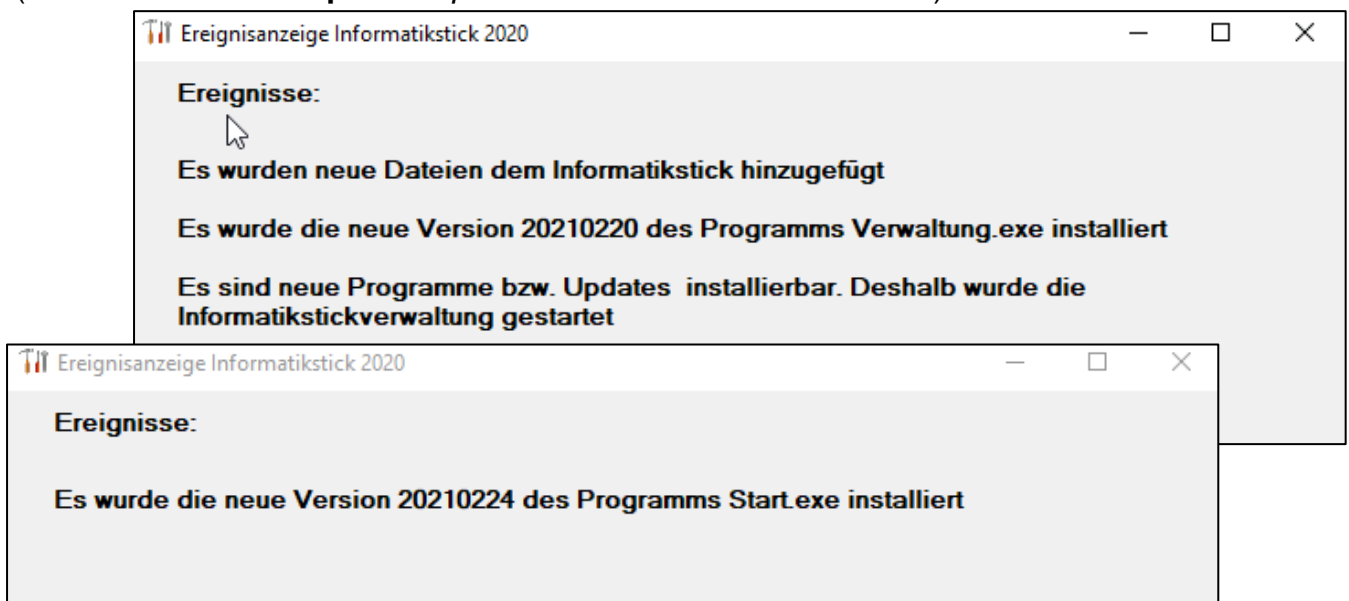 Ereignisanzeige Informatikstick 2020
Ereignisse:
Es wurden neue Dateien dem Informatikstick hinzugefügt
Es wurde die neue Version 20210220 des Programms Verwaltung.exe installiert
Es sind neue Programme bzw. Updates  installierbar. Deshalb wurde die
Informatikstickverwaltung gestartet
Ereignisanzeige Informatikstick 2020
Ereignisse:
Es wurde die neue Version 20210224 des Programms Start.exe installiert